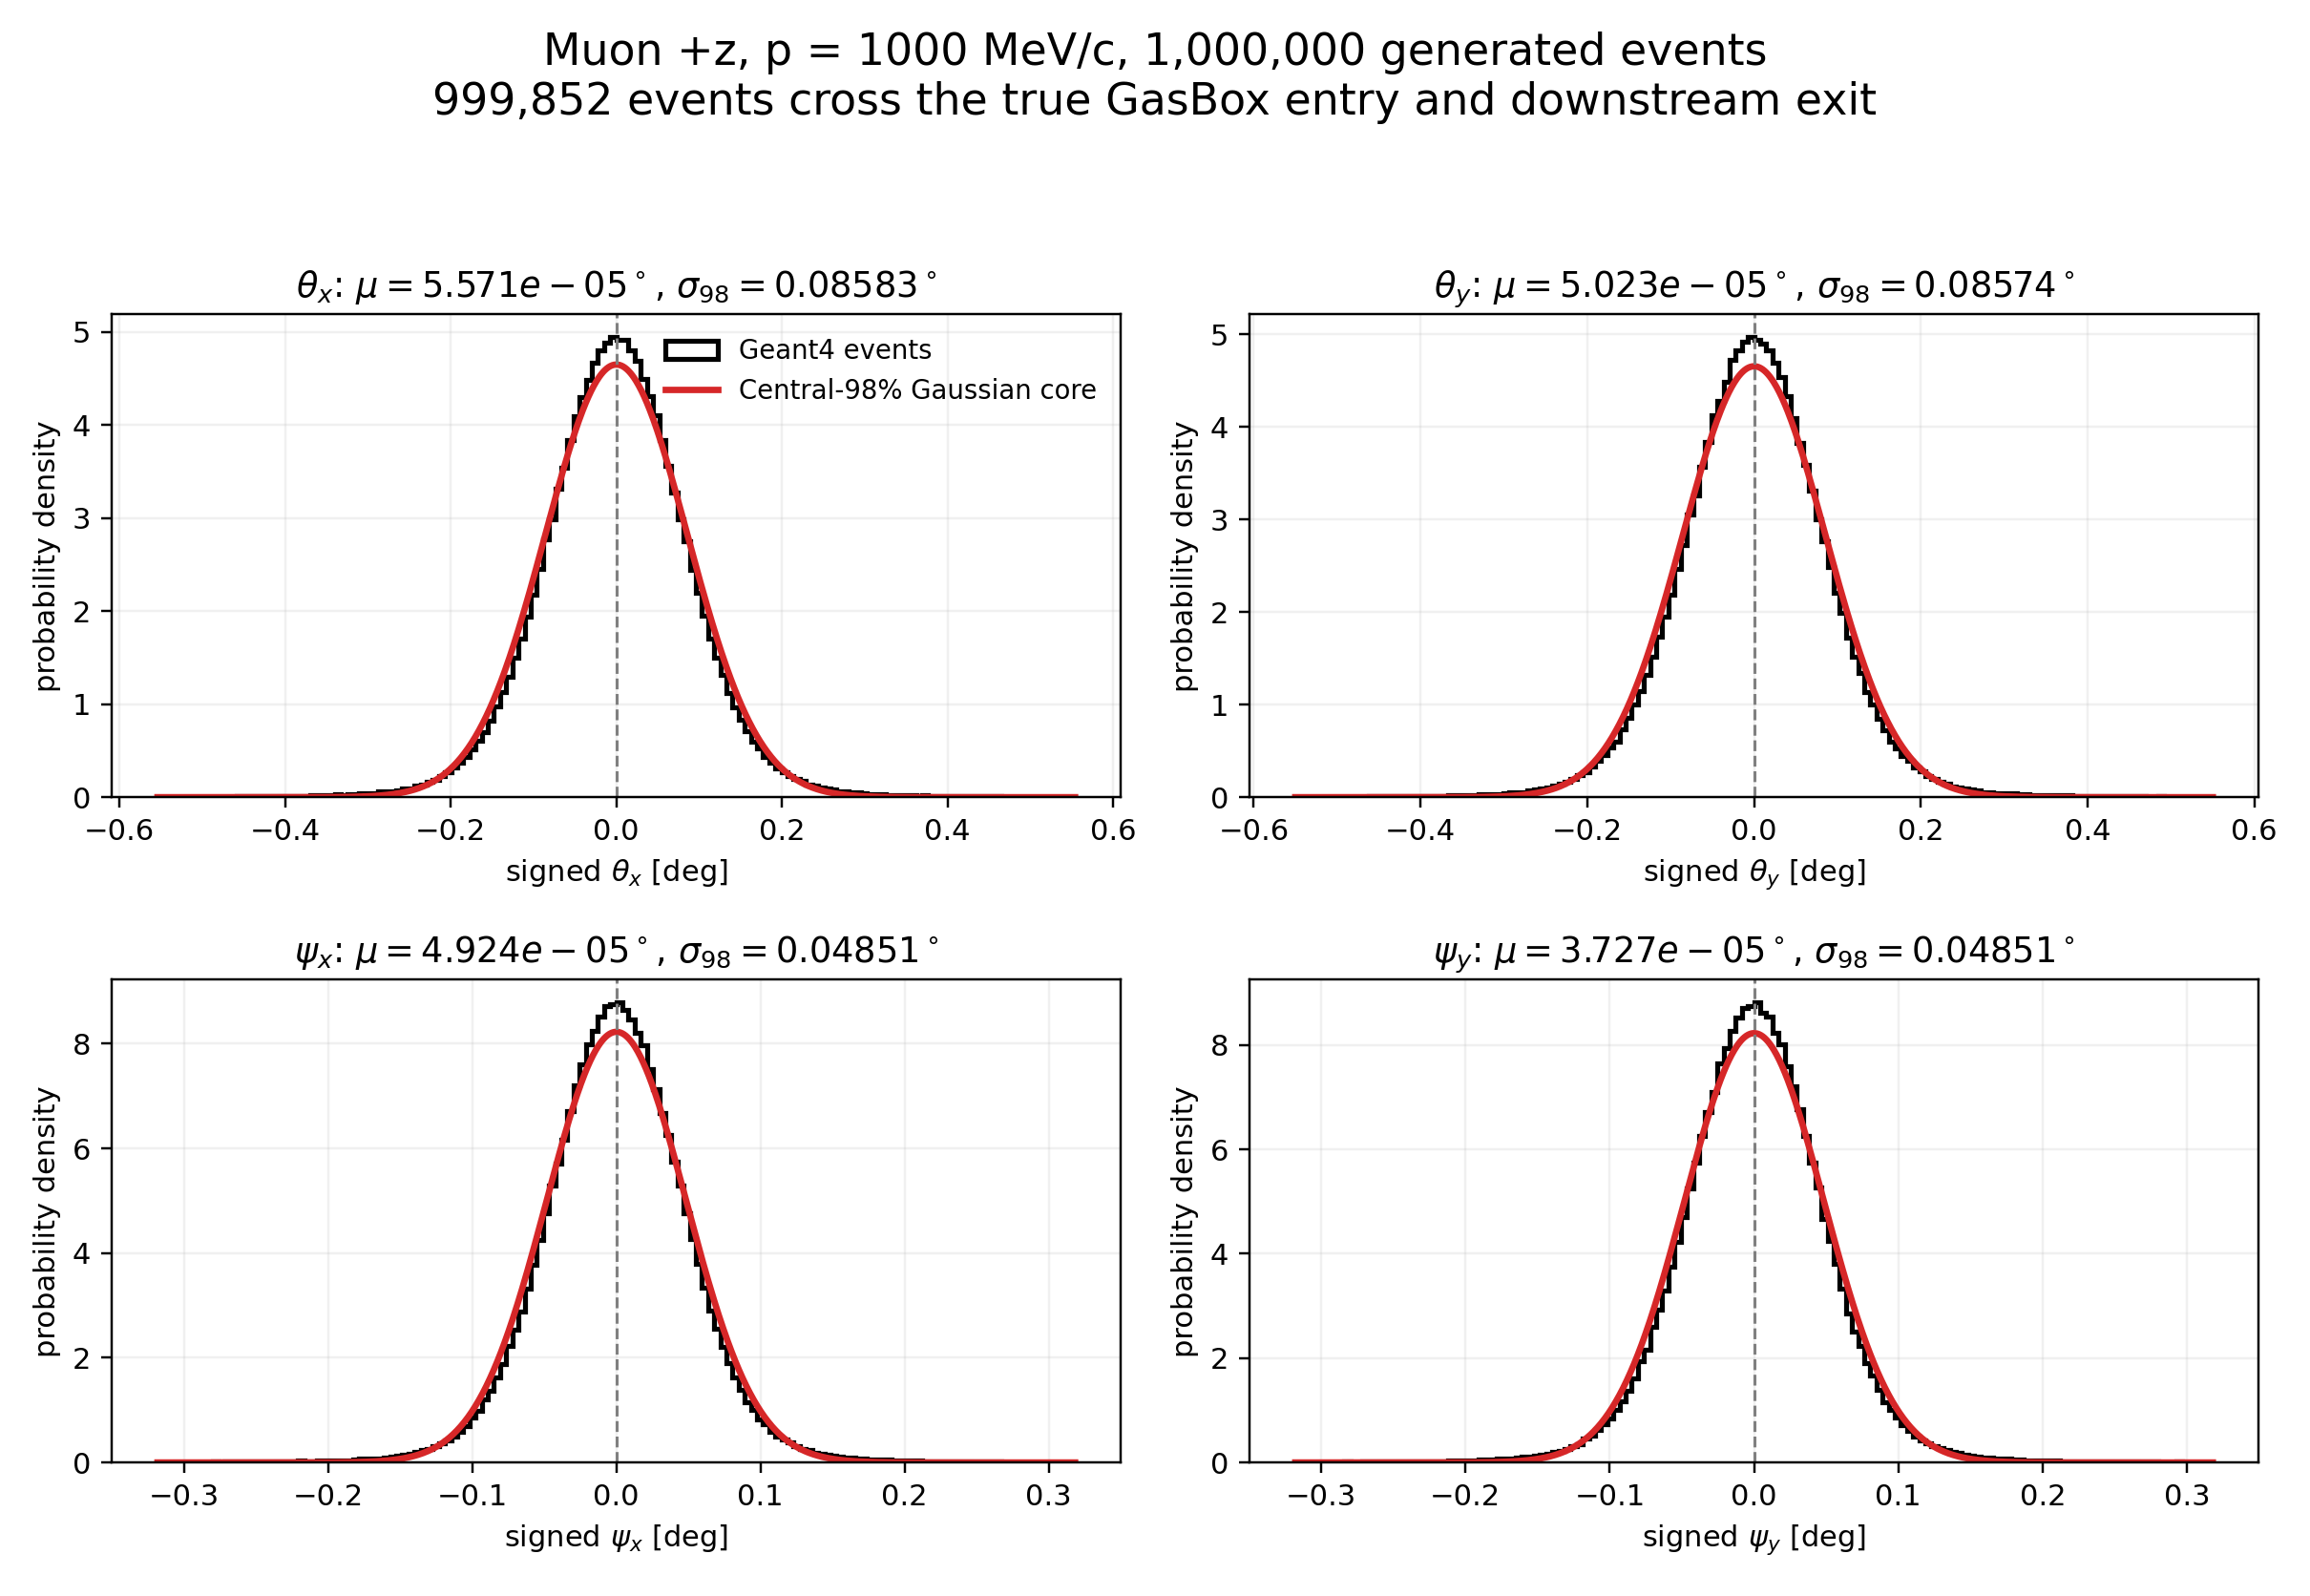 Muon +z, p = 1000 MeV/c, 1,000,000 generated events
999,852 events cross the true GasBox entry and downstream exit
θx: μ = 5.571e − 05°, σ98 = 0.08583°
5
4
3
2
1
0
probability density
Geant4 events
Central-98% Gaussian core
−0.6 −0.4 −0.2 0.0 0.2 0.4 0.6
signed θx [deg]
θy: μ = 5.023e − 05°, σ98 = 0.08574°
5
4
3
2
1
0
probability density
−0.6 −0.4 −0.2 0.0 0.2 0.4 0.6
signed θy [deg]
ψx: μ = 4.924e − 05°, σ98 = 0.04851°
8
6
4
2
0
probability density
−0.3 −0.2 −0.1 0.0 0.1 0.2 0.3
signed ψx [deg]
ψy: μ = 3.727e − 05°, σ98 = 0.04851°
8
6
4
2
0
probability density
−0.3 −0.2 −0.1 0.0 0.1 0.2 0.3
signed ψy [deg]